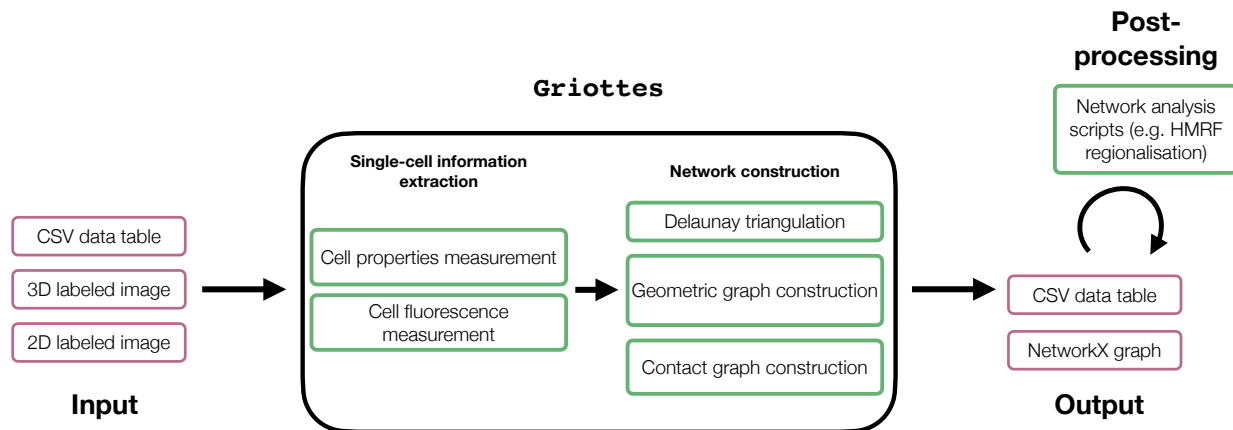 Griottes
Input
CSV data table
3D labeled image
2D labeled image
Single-cell information
extraction
Cell properties measurement
Cell fluorescence
measurement
Network construction
Delaunay triangulation
Geometric graph construction
Contact graph construction
Post-
processing
Network analysis
scripts (e.g. HMRF
regionalisation)
CSV data table
NetworkX graph
Output